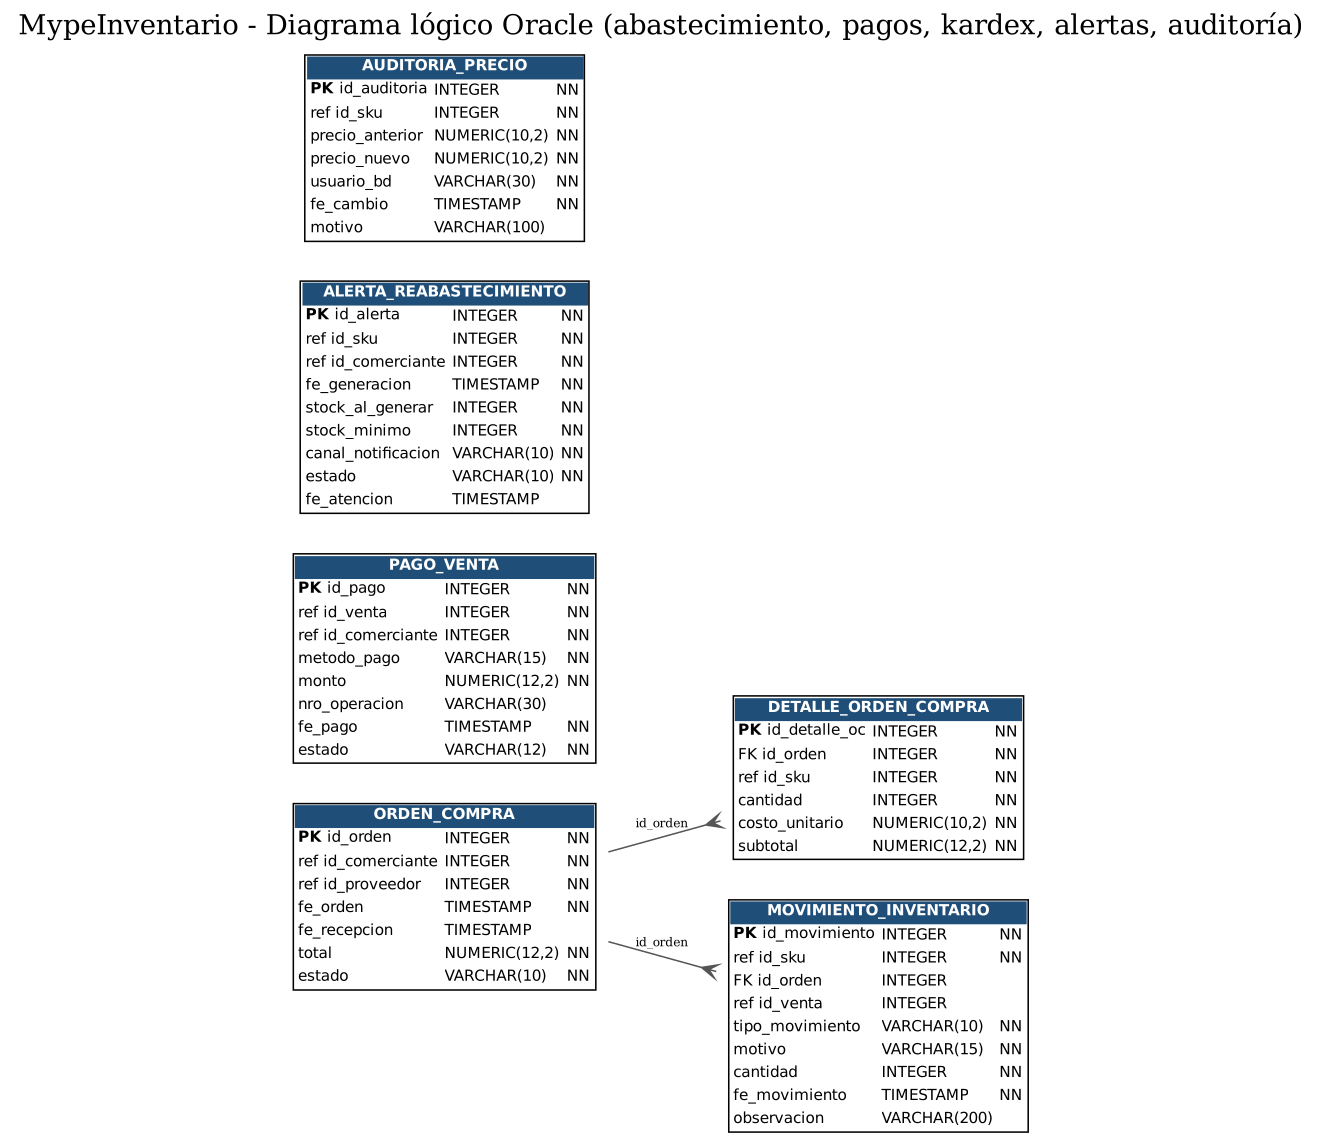 MypeInventario - Diagrama lógico Oracle (abastecimiento, pagos, kardex, alertas, auditoría)
AUDITORIA_PRECIO
PK id_auditoria INTEGER NN
ref id_sku INTEGER NN
precio_anterior NUMERIC(10,2) NN
precio_nuevo NUMERIC(10,2) NN
usuario_bd VARCHAR(30) NN
fe_cambio TIMESTAMP NN
motivo VARCHAR(100)
ALERTA_REABASTECIMIENTO
PK id_alerta INTEGER NN
ref id_sku INTEGER NN
ref id_comerciante INTEGER NN
fe_generacion TIMESTAMP NN
stock_al_generar INTEGER NN
stock_minimo INTEGER NN
canal_notificacion VARCHAR(10) NN
estado VARCHAR(10) NN
fe_atencion TIMESTAMP
PAGO_VENTA
PK id_pago INTEGER NN
ref id_venta INTEGER NN
ref id_comerciante INTEGER NN
metodo_pago VARCHAR(15) NN
monto NUMERIC(12,2) NN
nro_operacion VARCHAR(30)
fe_pago TIMESTAMP NN
estado VARCHAR(12) NN
ORDEN_COMPRA
PK id_orden INTEGER NN
ref id_comerciante INTEGER NN
ref id_proveedor INTEGER NN
fe_orden TIMESTAMP NN
fe_recepcion TIMESTAMP
total NUMERIC(12,2) NN
estado VARCHAR(10) NN
id_orden
id_orden
DETALLE_ORDEN_COMPRA
PK id_detalle_oc INTEGER NN
FK id_orden INTEGER NN
ref id_sku INTEGER NN
cantidad INTEGER NN
costo_unitario NUMERIC(10,2) NN
subtotal NUMERIC(12,2) NN
MOVIMIENTO_INVENTARIO
PK id_movimiento INTEGER NN
ref id_sku INTEGER NN
FK id_orden INTEGER
ref id_venta INTEGER
tipo_movimiento VARCHAR(10) NN
motivo VARCHAR(15) NN
cantidad INTEGER NN
fe_movimiento TIMESTAMP NN
observacion VARCHAR(200)